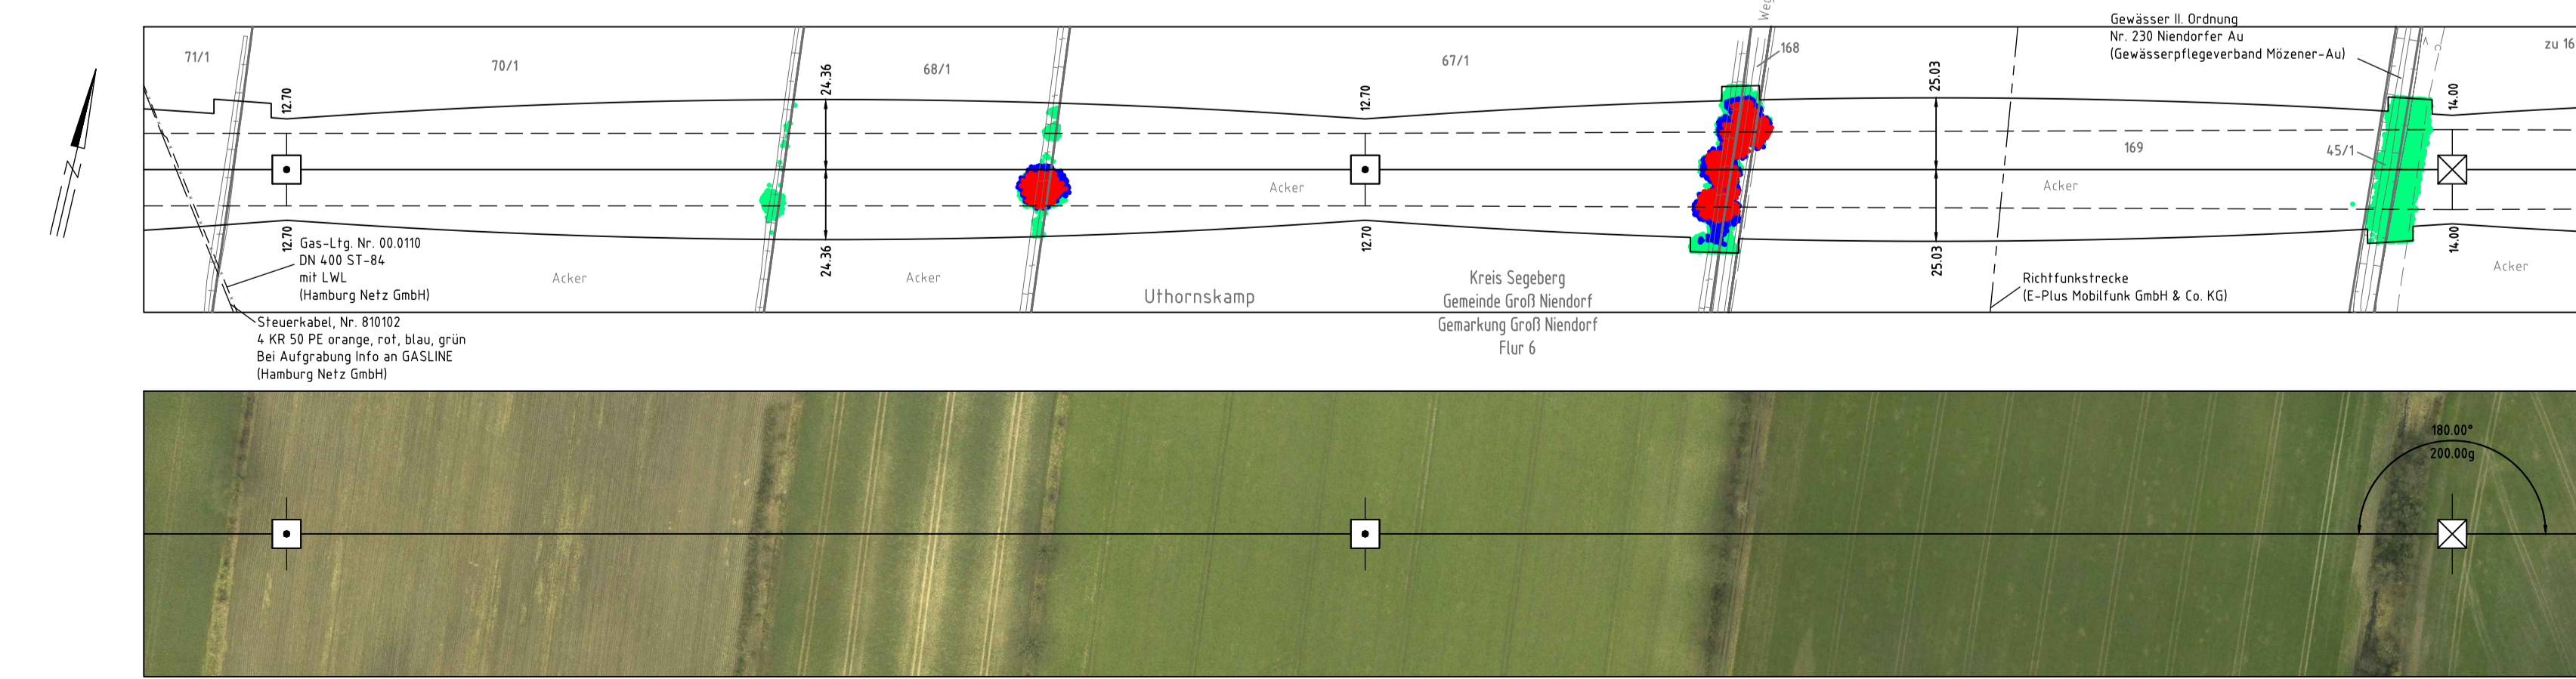 71/1
70/1
68/1
67/1
168
Gewässer II. Ordnung
Nr. 230 Niendorfer Au
(Gewässerpflegeverband Mözener-Au)
zu 16
12.70
24.36
12.70
25.03
14.00
169
45/1
Acker
Acker
N
12.70
24.36
12.70
25.03
14.00
Gas-Ltg. Nr. 00.0110
DN 400 ST-84
mit LWL
(Hamburg Netz GmbH)
Acker
Acker
Uthornskamp
Kreis Segeberg
Gemeinde Groß Niendorf
Gemarkung Groß Niendorf
Flur 6
Richtfunkstrecke
(E-Plus Mobilfunk GmbH & Co. KG)
Acker
Steuerkabel, Nr. 810102
4 KR 50 PE orange, rot, blau, grün
Bei Aufgrabung Info an GASLINE
(Hamburg Netz GmbH)
180.00°
200.00g